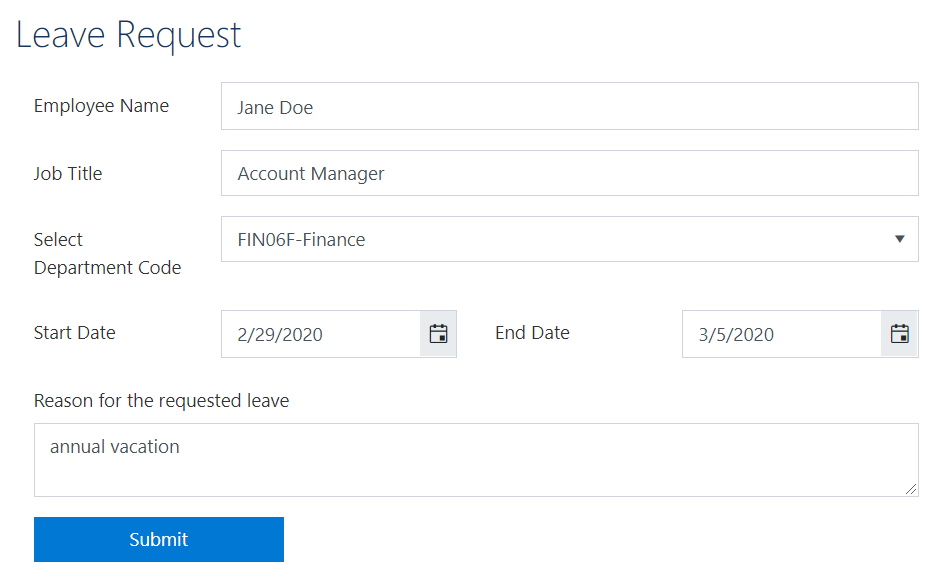 Leave Request
Employee Name
Jane Doe
Job Title
Account Manager
Select
Department Code
FIN06F-Finance
Start Date
2/29/2020
End Date
3/5/2020
Reason for the requested leave
annual vacation
Submit